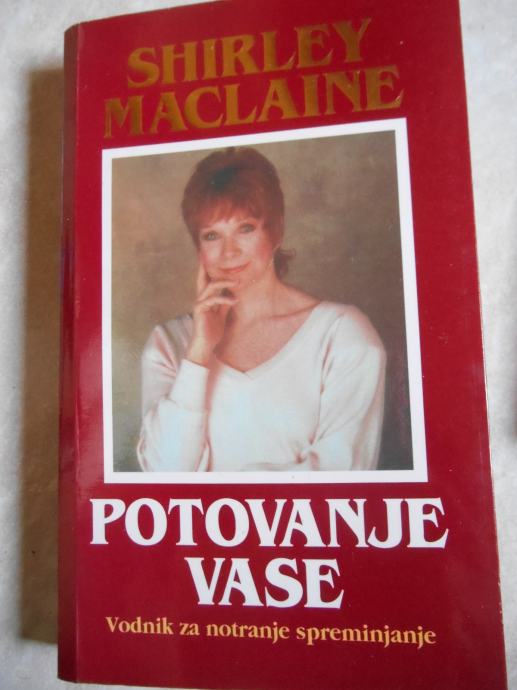 SHIRLEY
MACLAINE
POTOVANJE
VASE
Vodnik za notranje spreminjanje